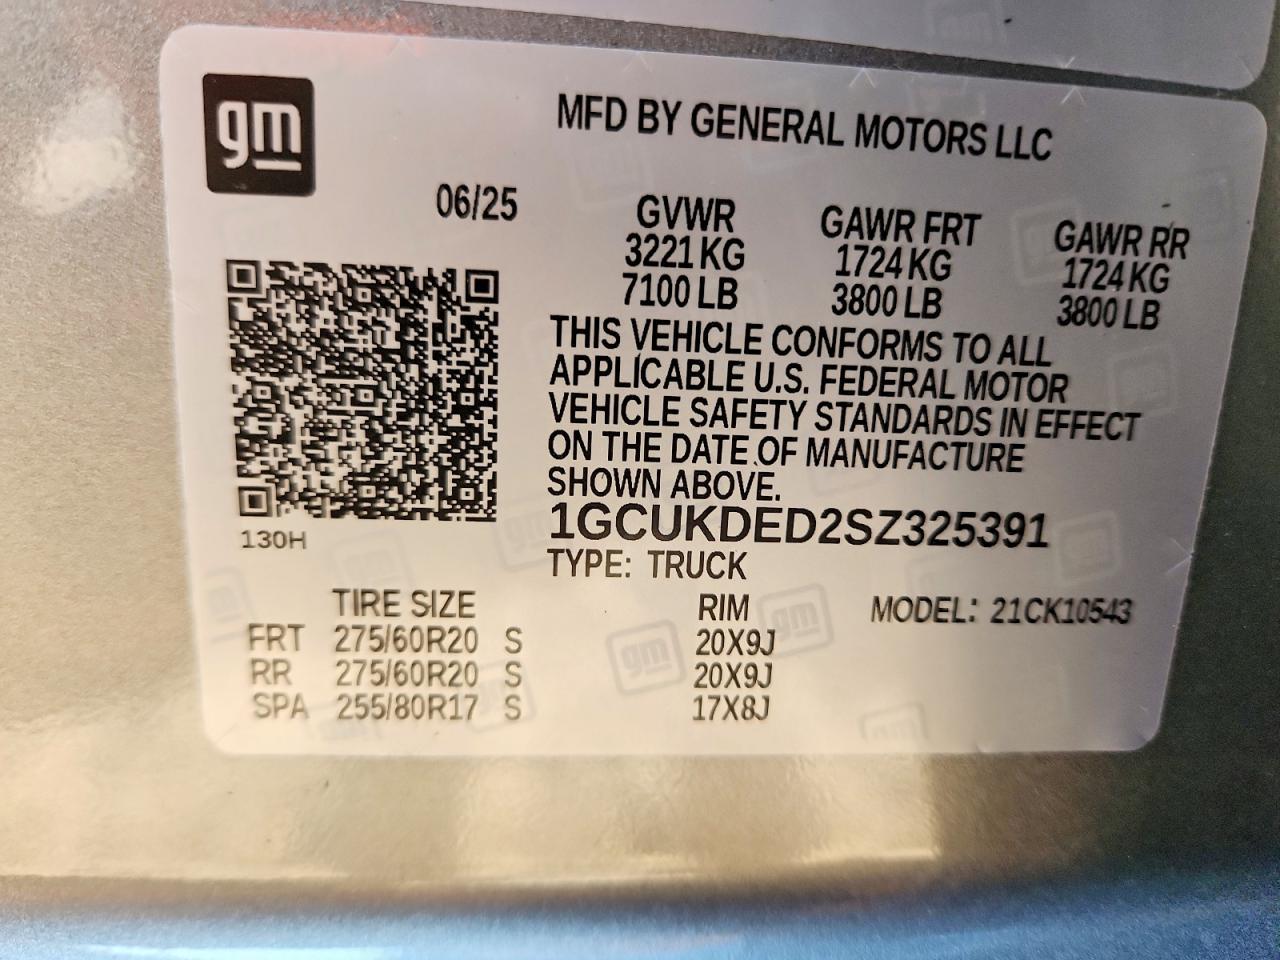 gm
MFD BY GENERAL MOTORS LLC
06/25
GVWR GAWR FRT GAWR RR
3221 KG 1724 KG 1724 KG
7100 LB 3800 LB 3800 LB
THIS VEHICLE CONFORMS TO ALL
APPLICABLE U.S. FEDERAL MOTOR
VEHICLE SAFETY STANDARDS IN EFFECT
ON THE DATE OF MANUFACTURE
SHOWN ABOVE.
1GCUKDED2SZ325391
130H
TYPE: TRUCK
TIRE SIZE RIM MODEL: 21CK10543
FRT 275/60R20 S 20X9J
RR 275/60R20 S 20X9J
SPA 255/80R17 S 17X8J
gm
gm